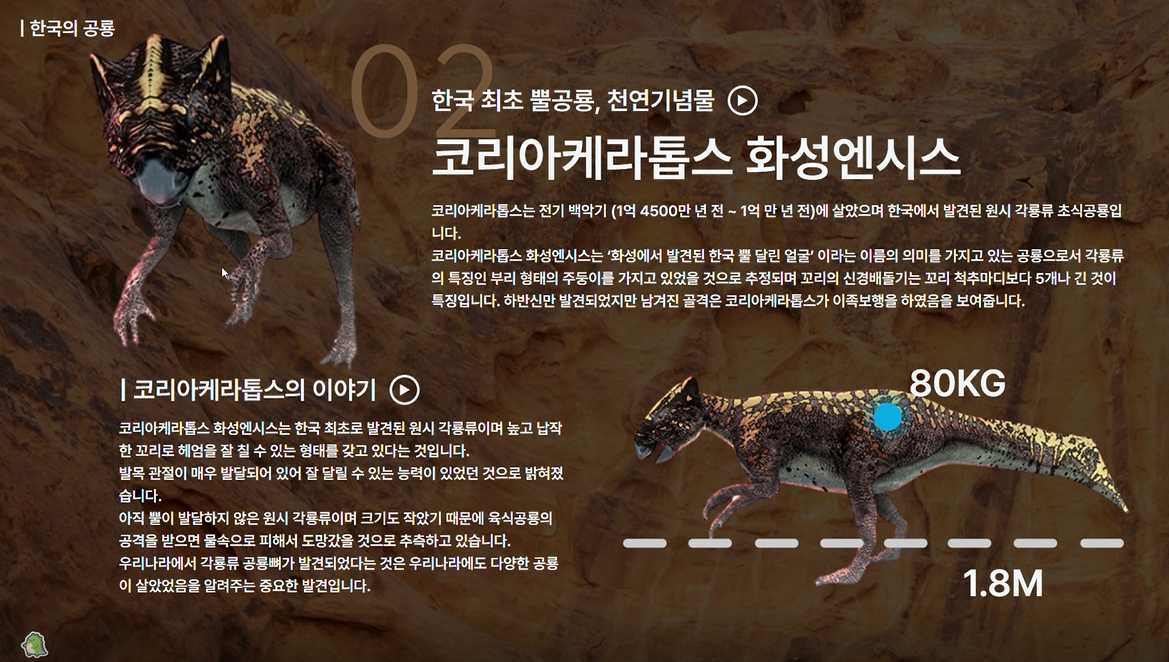 | 한국의 공룡
02
한국 최초 뿔공룡, 천연기념물
코리아케라톱스 화성엔시스
코리아케라톱스는 전기 백악기 (1억 4500만 년 전 ~ 1억 만 년 전)에 살았으며 한국에서 발견된 원시 각룡류 초식공룡입
니다.
코리아케라톱스 화성엔시스는 ‘화성에서 발견된 한국 뿔 달린 얼굴’ 이라는 이름의 의미를 가지고 있는 공룡으로서 각룡류
의 특징인 부리 형태의 주둥이를 가지고 있었을 것으로 추정되며 꼬리의 신경배돌기는 꼬리 척추마디보다 5개나 긴 것이
특징입니다. 하반신만 발견되었지만 남겨진 골격은 코리아케라톱스가 이족보행을 하였음을 보여줍니다.
| 코리아케라톱스의 이야기
코리아케라톱스 화성엔시스는 한국 최초로 발견된 원시 각룡류이며 높고 납작
한 꼬리로 헤엄을 잘 칠 수 있는 형태를 갖고 있다는 것입니다.
발목 관절이 매우 발달되어 있어 잘 달릴 수 있는 능력이 있었던 것으로 밝혀졌
습니다.
아직 뿔이 발달하지 않은 원시 각룡류이며 크기도 작았기 때문에 육식공룡의
공격을 받으면 물속으로 피해서 도망갔을 것으로 추측하고 있습니다.
우리나라에서 각룡류 공룡뼈가 발견되었다는 것은 우리나라에도 다양한 공룡
이 살았었음을 알려주는 중요한 발견입니다.
80KG
1.8M